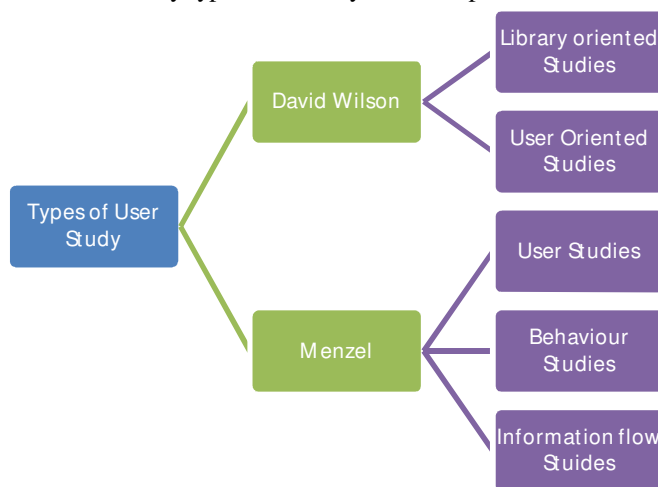 Library oriented
Studies
David Wilson
User Oriented
Studies
Types of User
Study
User Studies
Menzel
Behaviour
Studies
Information flow
Stuides